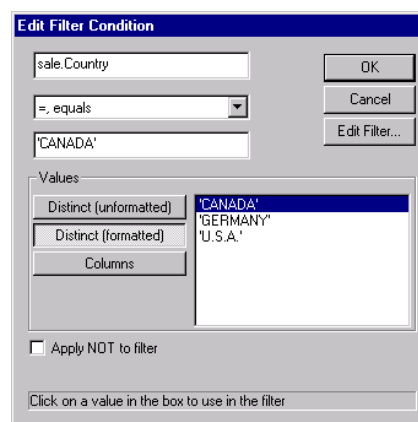 Edit Filter Condition
sale.Country
OK
=, equals
Cancel
'CANADA'
Edit Filter...
Values
Distinct (unformatted)
Distinct (formatted)
Columns
'CANADA'
'GERMANY'
'U.S.A.'
Apply NOT to filter
Click on a value in the box to use in the filter